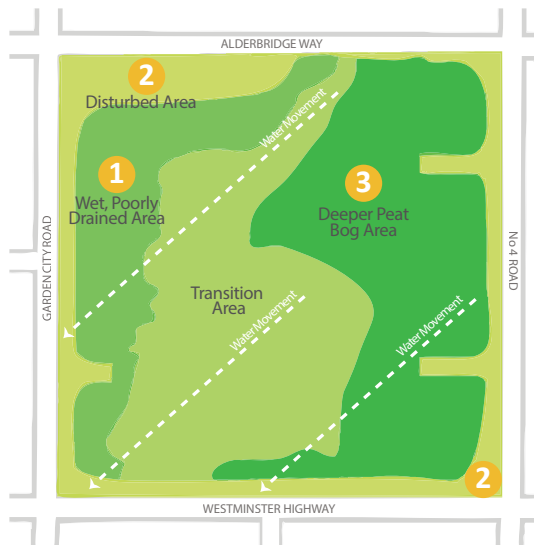 ALDERBRIDGE WAY
2
Disturbed Area
Water Movement
1
Wet, Poorly
Drained Area
3
Deeper Peat
Bog Area
GARDEN CITY ROAD
No 4 ROAD
Transition
Area
Water Movement
Water Movement
2
WESTMINSTER HIGHWAY